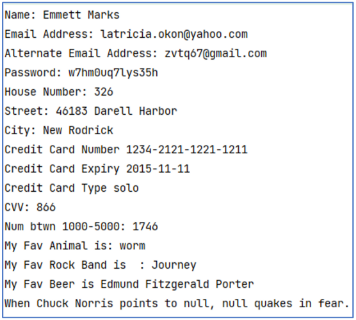 Name: Emmett Marks
Email Address: latricia.okon@yahoo.com
Alternate Email Address: zvtq67@gmail.com
Password: w7hm0uq7lys35h
House Number: 326
Street: 46183 Darell Harbor
City: New Rodrick
Credit Card Number 1234-2121-1221-1211
Credit Card Expiry 2015-11-11
Credit Card Type solo
CVV: 866
Num btwn 1000-5000: 1746
My Fav Animal is: worm
My Fav Rock Band is  : Journey
My Fav Beer is Edmund Fitzgerald Porter
When Chuck Norris points to null, null quakes in fear.